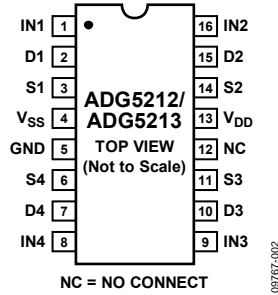 IN1 1 16 IN2
D1 2 15 D2
S1 3 14 S2
VSS 4 13 VDD
GND 5 12 NC
S4 6 11 S3
D4 7 10 D3
IN4 8 9 IN3
ADG5212/
ADG5213
TOP VIEW
(Not to Scale)
NC = NO CONNECT
09767-002